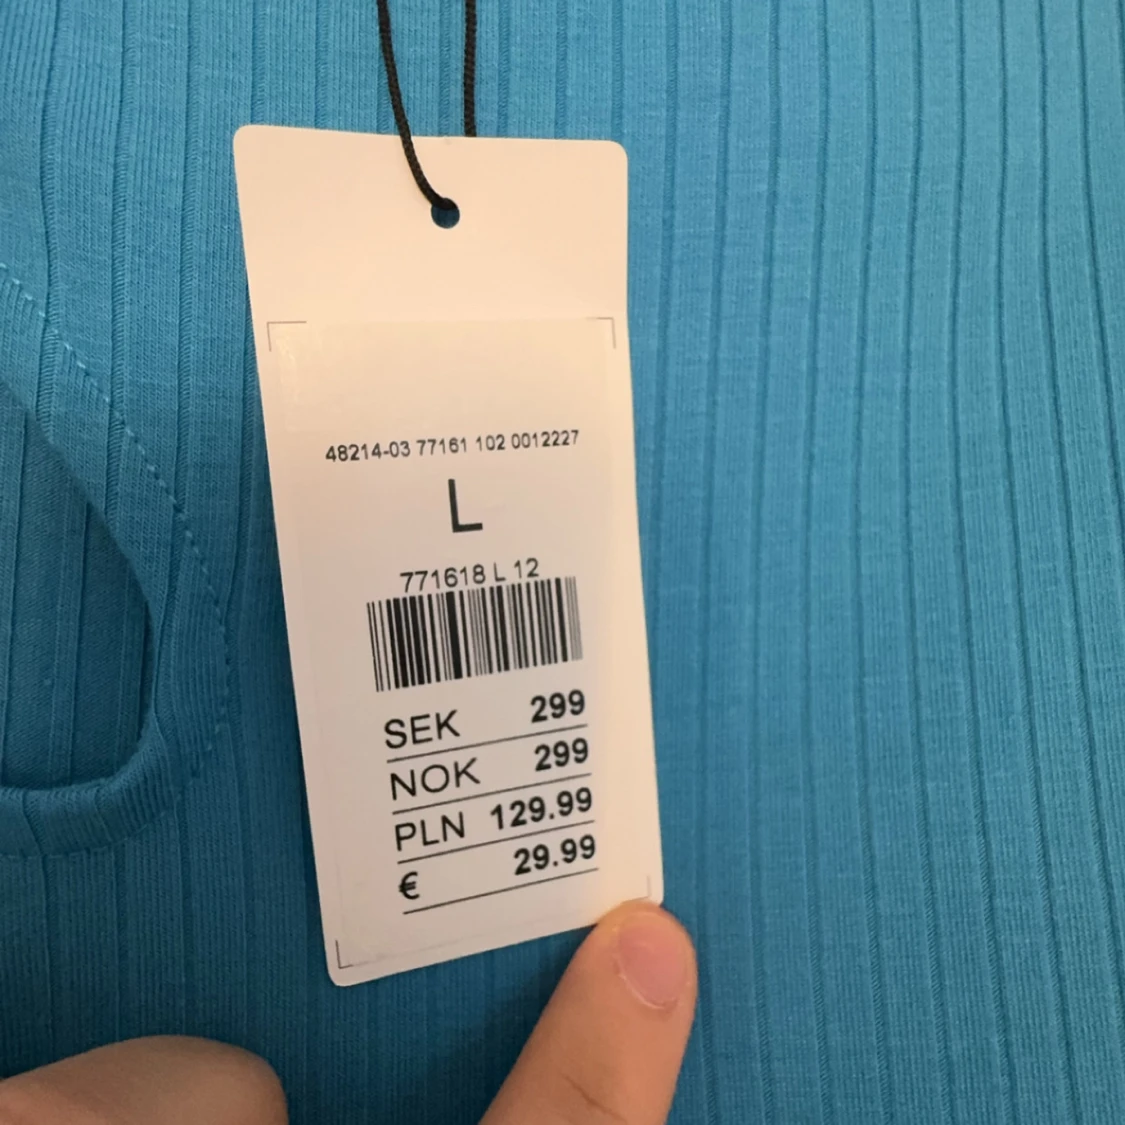 48214-03 77161 102 0012227
L
771618 L 12
SEK 299
NOK 299
PLN 129.99
€ 29.99